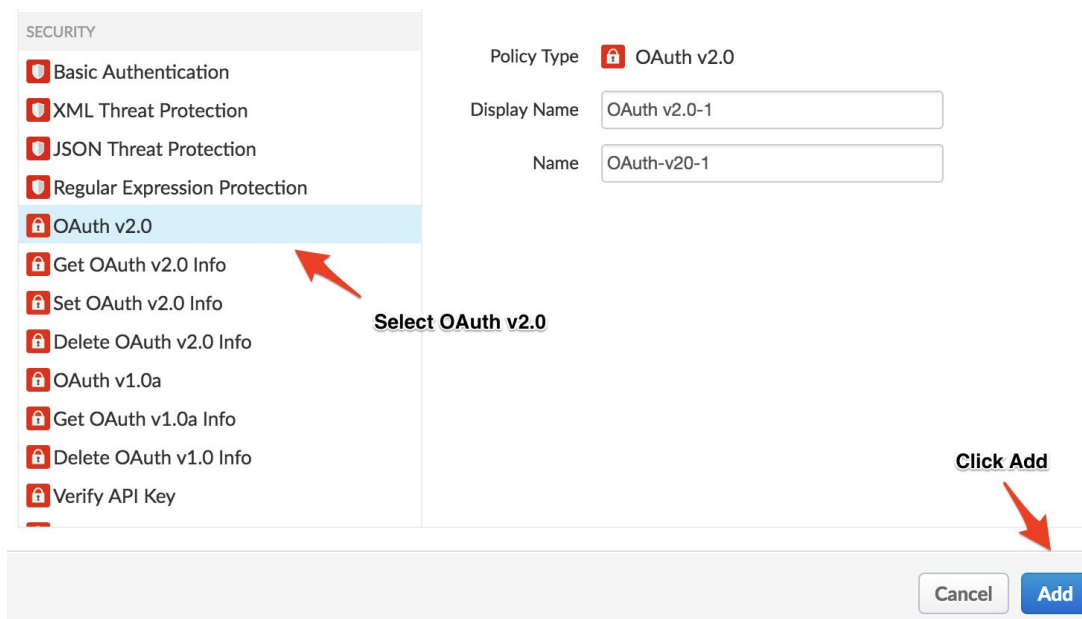 SECURITY
Basic Authentication
XML Threat Protection
JSON Threat Protection
Regular Expression Protection
OAuth v2.0
Get OAuth v2.0 Info
Set OAuth v2.0 Info
Delete OAuth v2.0 Info
OAuth v1.0a
Get OAuth v1.0a Info
Delete OAuth v1.0 Info
Verify API Key
Policy Type OAuth v2.0
Display Name OAuth v2.0-1
Name OAuth-v20-1
Select OAuth v2.0
Click Add
Cancel Add